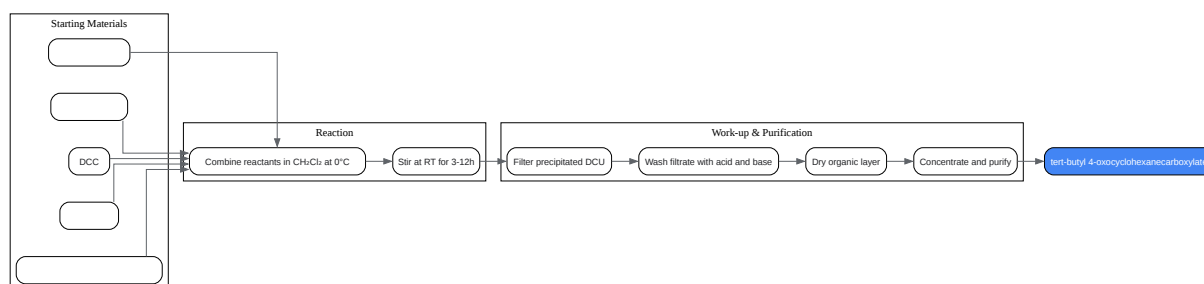 Starting Materials
DCC
Reaction
Combine reactants in CH₂Cl₂ at 0°C
Stir at RT for 3-12h
Work-up & Purification
Filter precipitated DCU
Wash filtrate with acid and base
Dry organic layer
Concentrate and purify
tert-butyl 4-oxocyclohexanecarboxylate